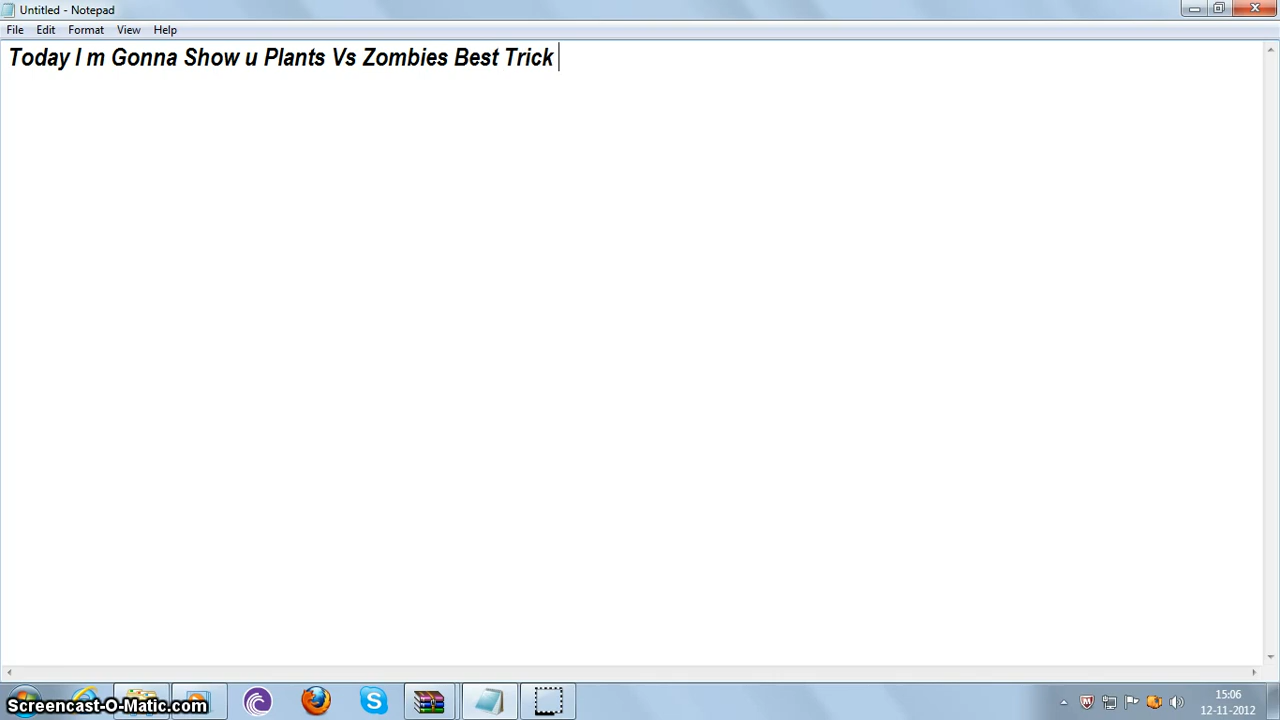 Untitled - Notepad
File Edit Format View Help
Today I m Gonna Show u Plants Vs Zombies Best Trick
Screencast-O-Matic.com
15:06
12-11-2012